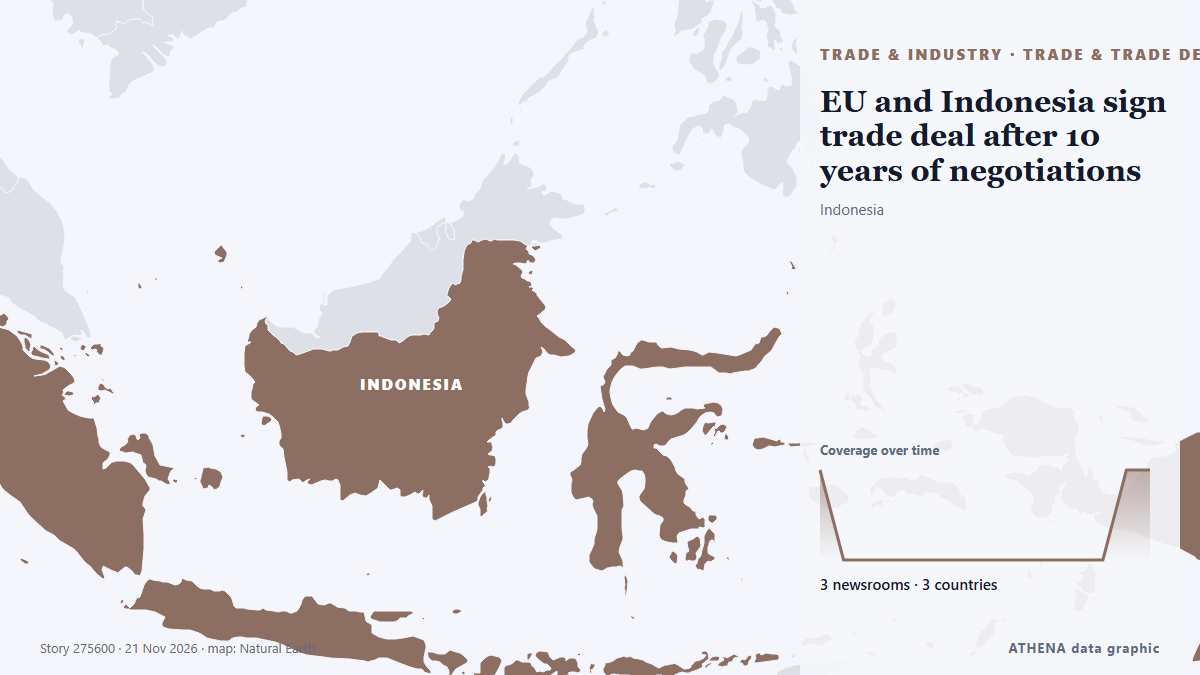 TRADE & INDUSTRY · TRADE & TRADE DE
EU and Indonesia sign
trade deal after 10
years of negotiations
Indonesia
INDONESIA
Coverage over time
3 newsrooms · 3 countries
Story 275600 · 21 Nov 2026 · map: Natural Earth
ATHENA data graphic